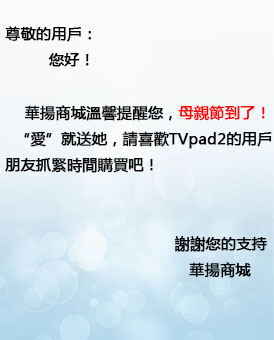 尊敬的用戶：
您好！
華揚商城溫馨提醒您，母親節到了！
“愛”就送她，請喜歡TVpad2的用戶
朋友抓緊時間購買吧！
謝謝您的支持
華揚商城